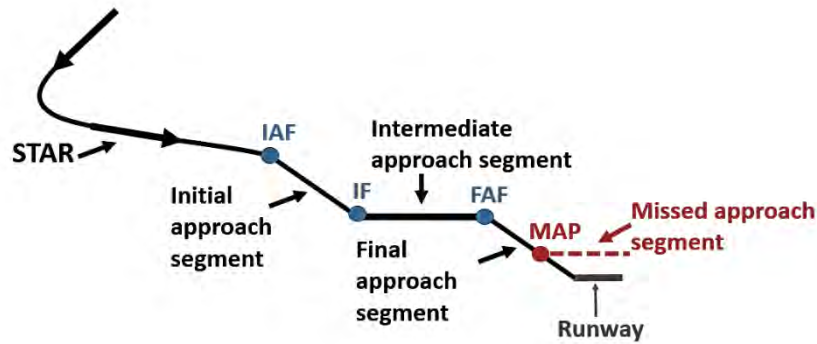 IAF
STAR
Intermediate
approach segment
Initial
approach
segment
IF
FAF
MAP
Missed approach
segment
Final
approach
segment
Runway